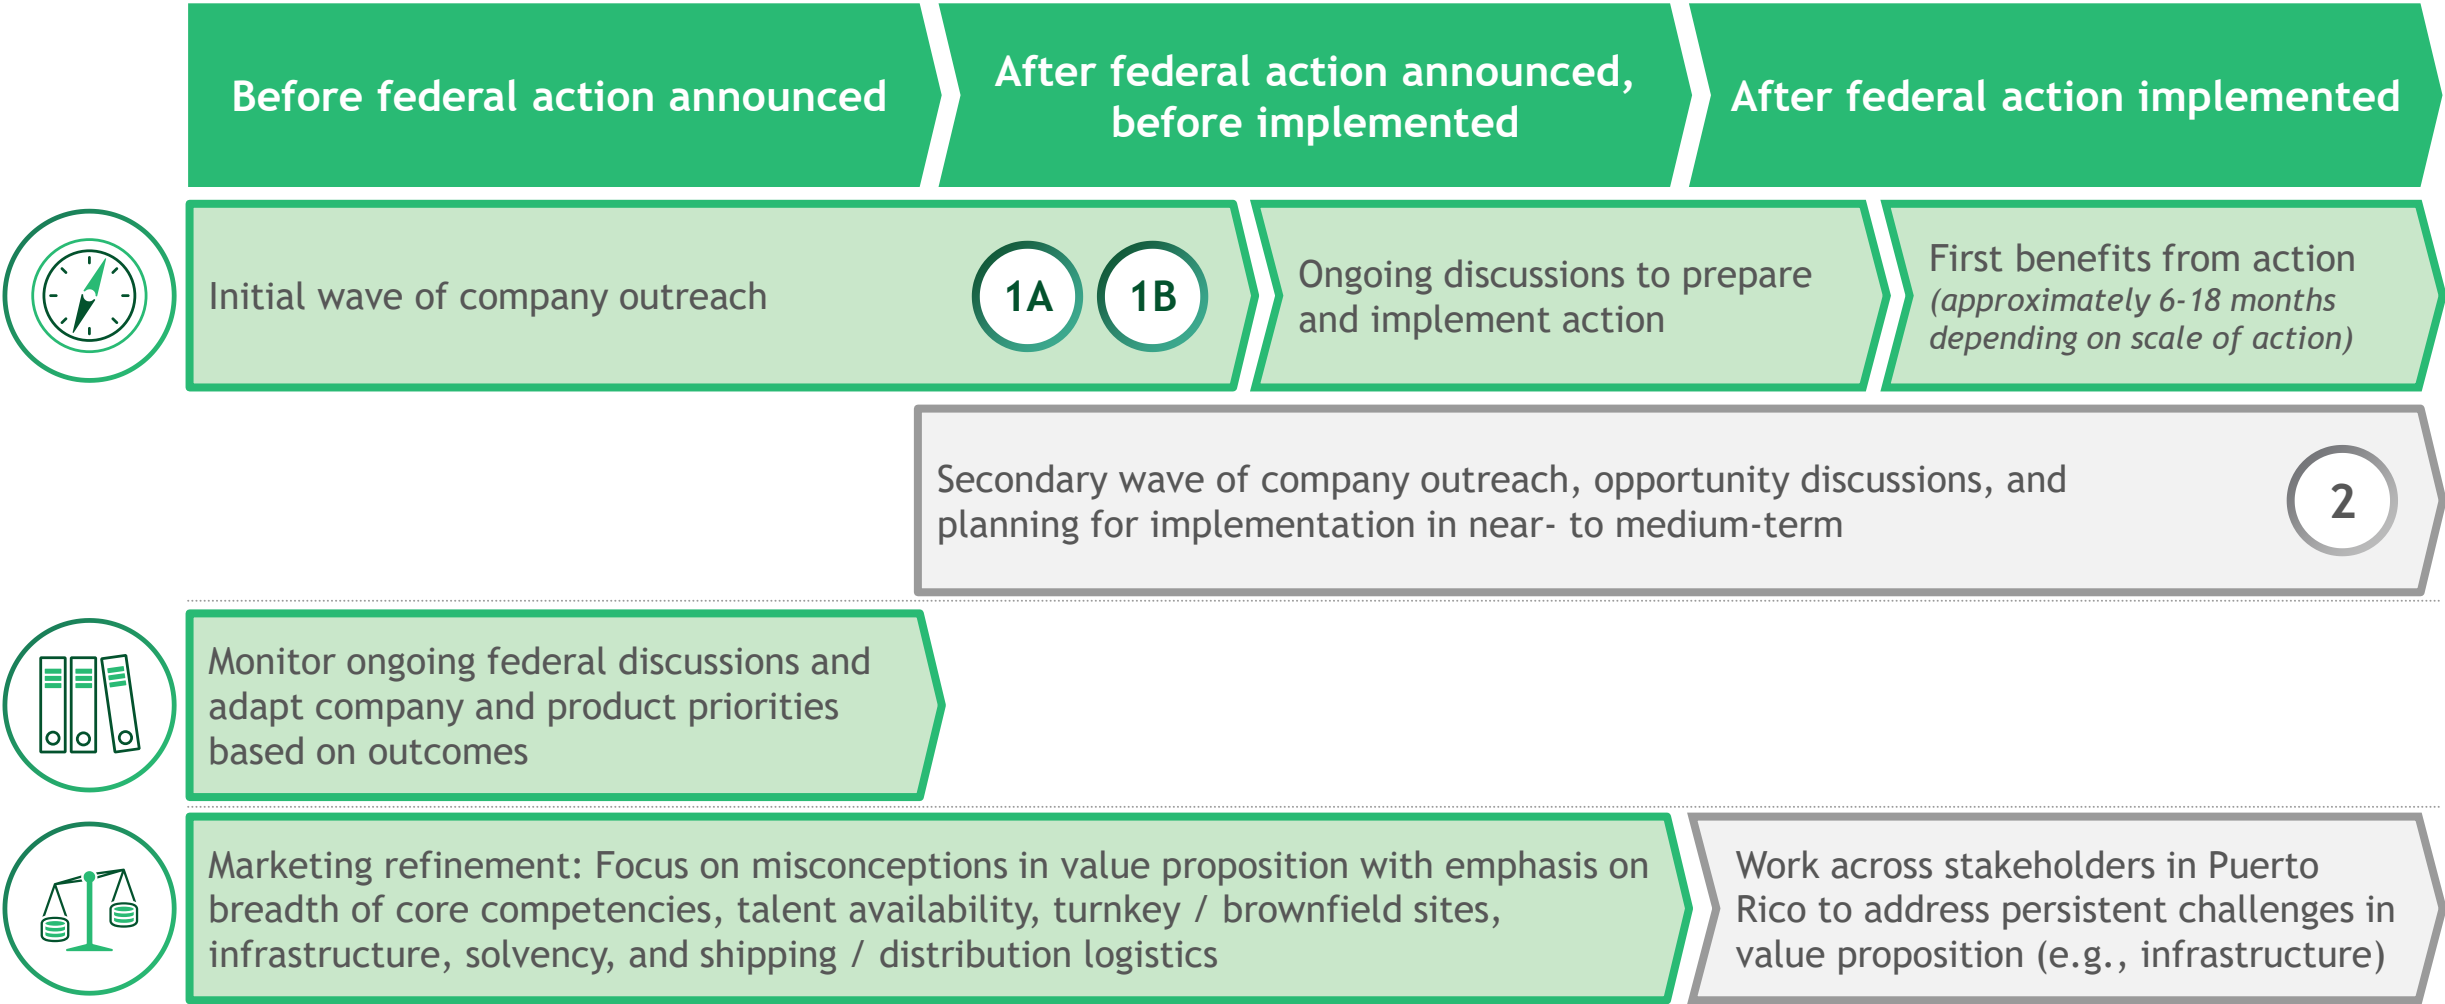 Before federal action announced
After federal action announced,
before implemented
After federal action implemented
Initial wave of company outreach
1A
1B
Ongoing discussions to prepare
and implement action
First benefits from action
(approximately 6-18 months
depending on scale of action)
Secondary wave of company outreach, opportunity discussions, and
planning for implementation in near- to medium-term
2
Monitor ongoing federal discussions and
adapt company and product priorities
based on outcomes
Marketing refinement: Focus on misconceptions in value proposition with emphasis on
breadth of core competencies, talent availability, turnkey / brownfield sites,
infrastructure, solvency, and shipping / distribution logistics
Work across stakeholders in Puerto
Rico to address persistent challenges in
value proposition (e.g., infrastructure)